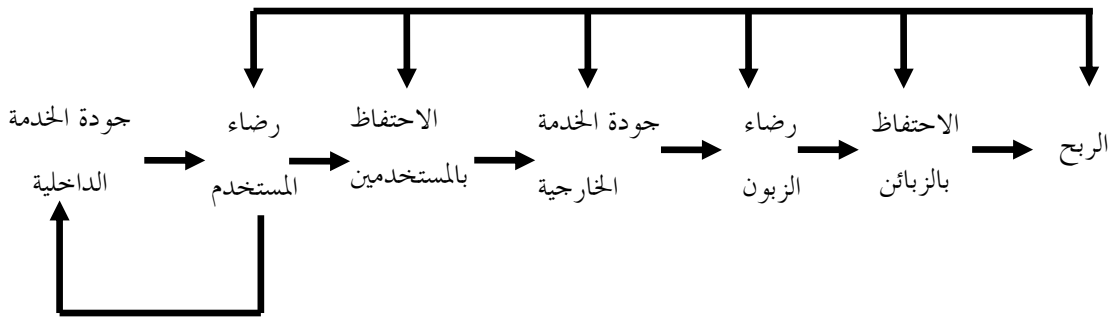 جودة الخدمة
الداخلية
رضاء
المستخدم
الاحتفاظ
بالمستخدمين
جودة الخدمة
الخارجية
رضاء
الزبون
الاحتفاظ
بالزبائن
الربح